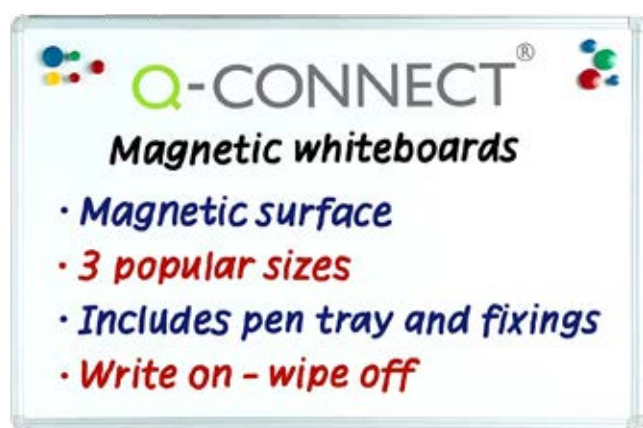 Q-CONNECT®
Magnetic whiteboards
· Magnetic surface
· 3 popular sizes
· Includes pen tray and fixings
· Write on - wipe off